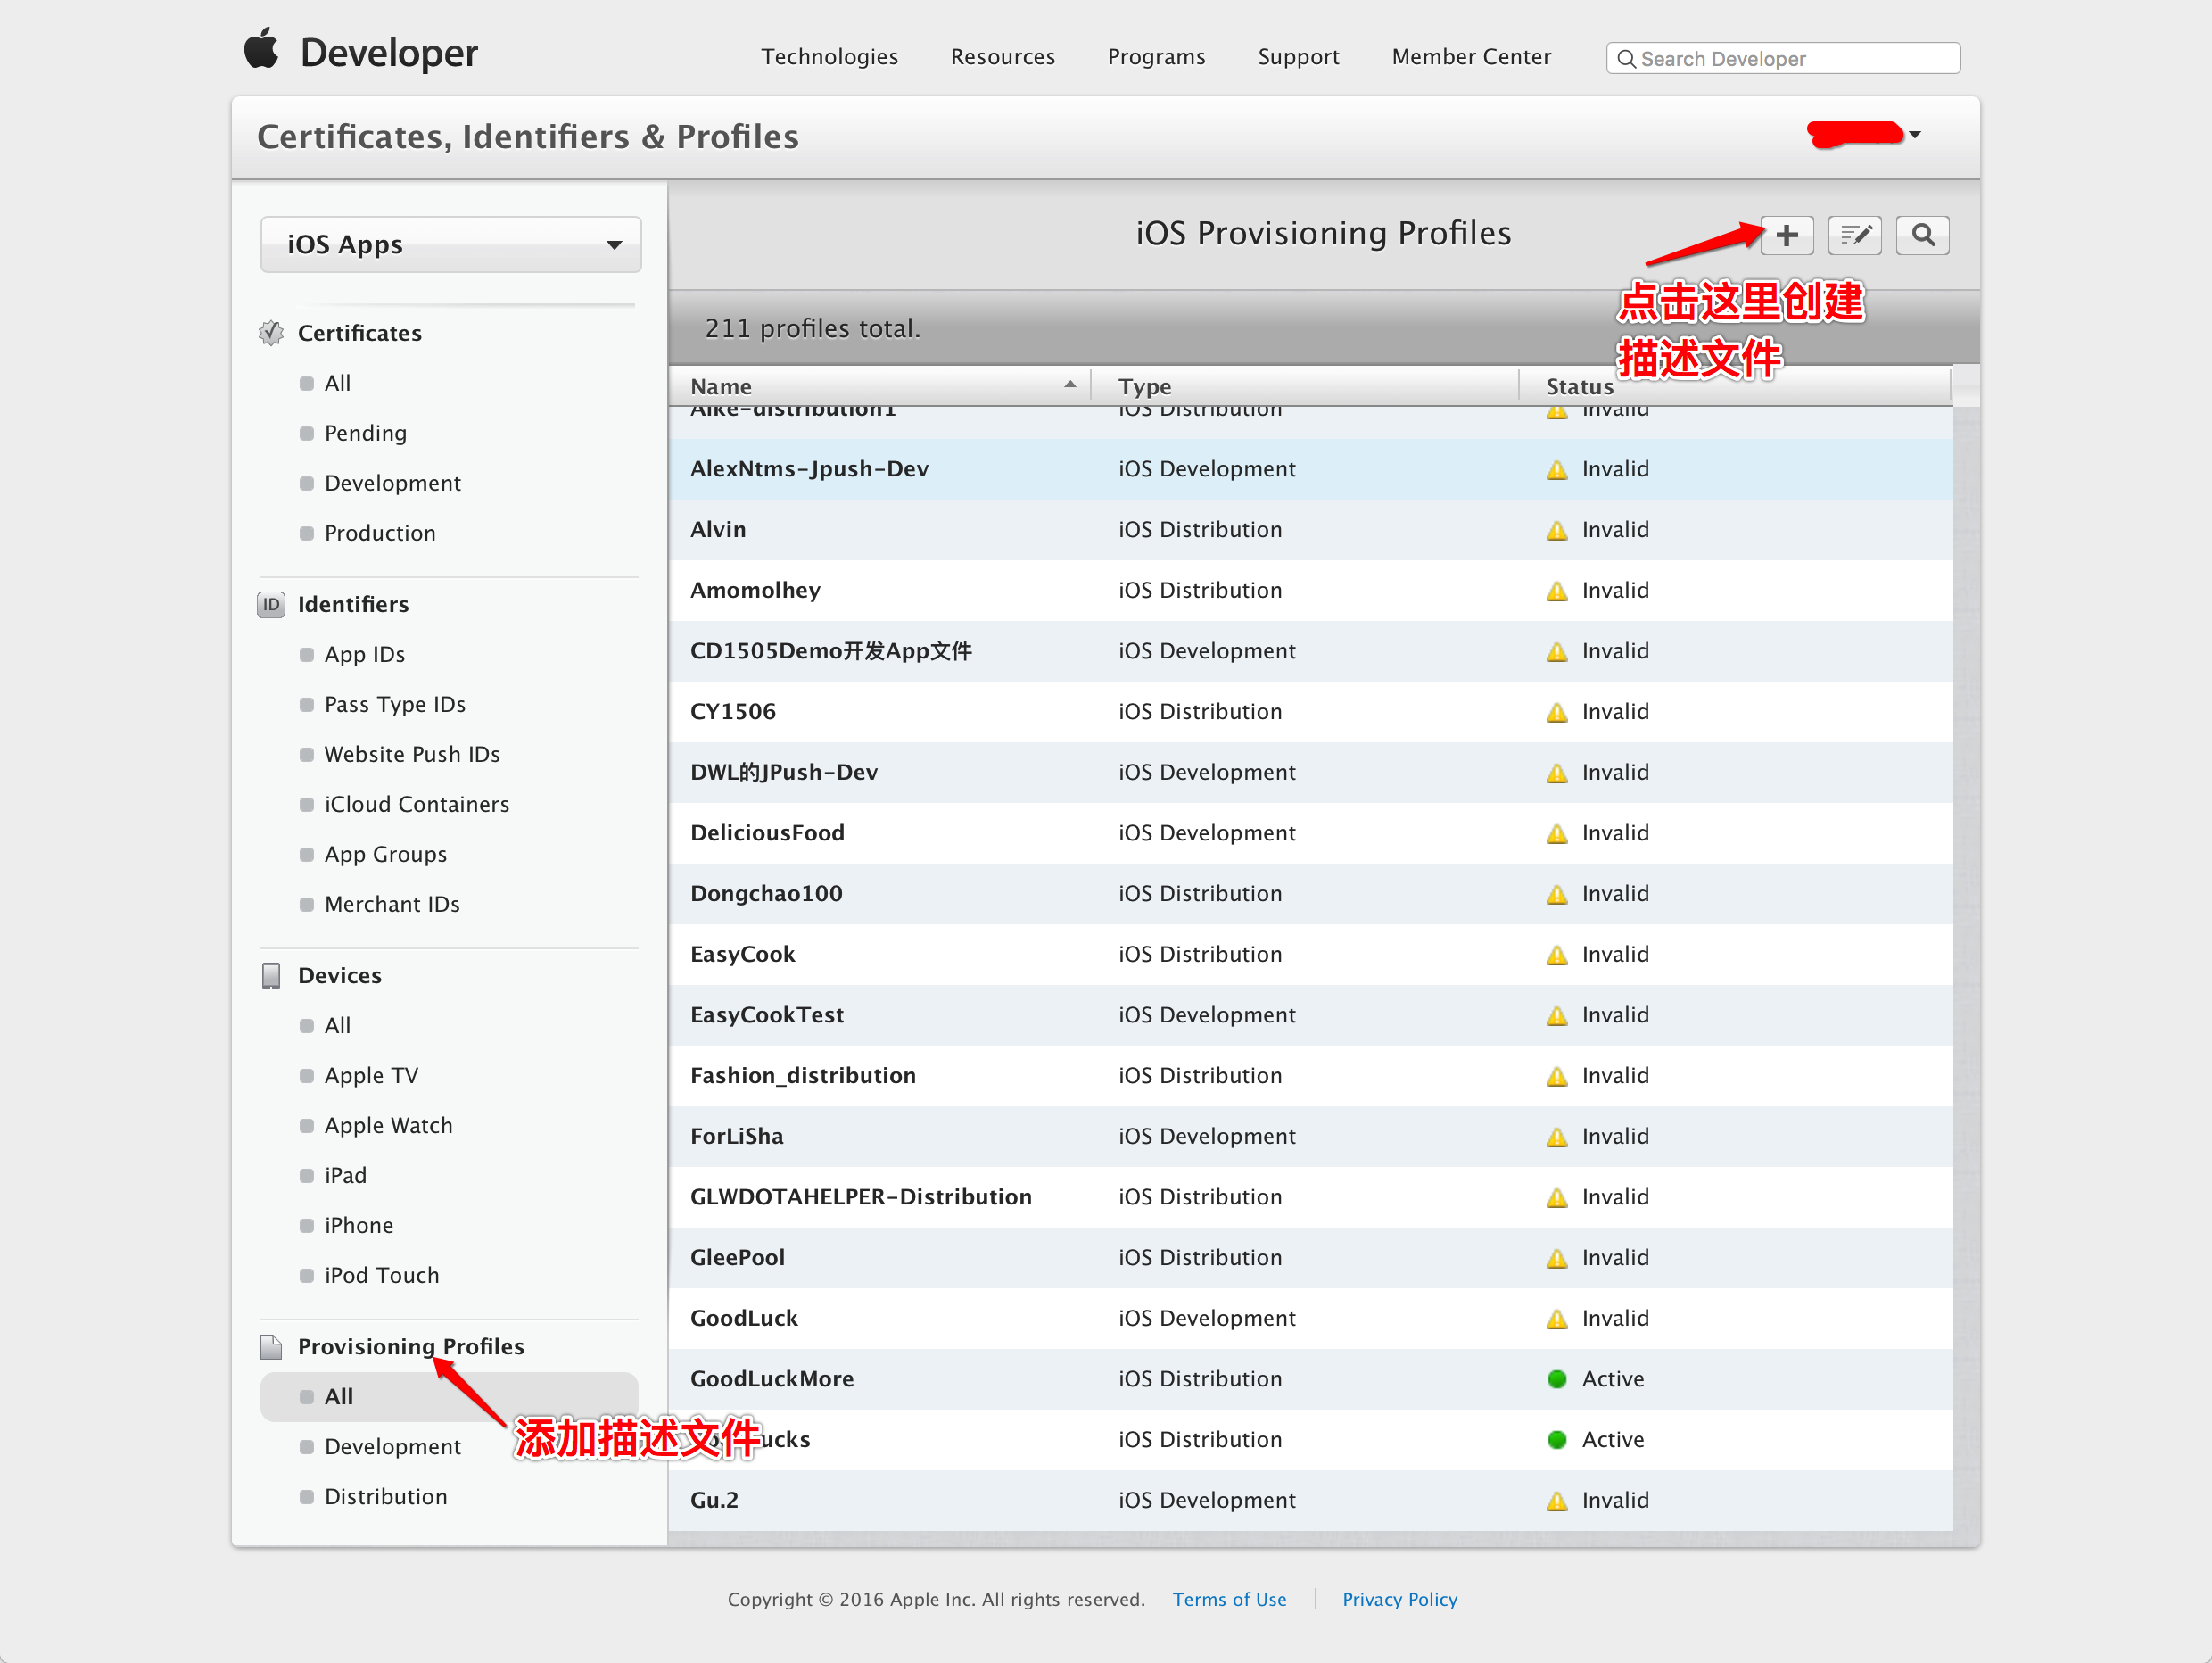 Developer
Technologies Resources Programs Support Member Center Search Developer
Certificates, Identifiers & Profiles
iOS Apps
Certificates
All
Pending
Development
Production
ID Identifiers
App IDs
Pass Type IDs
Website Push IDs
iCloud Containers
App Groups
Merchant IDs
Devices
All
Apple TV
Apple Watch
iPad
iPhone
iPod Touch
Provisioning Profiles
All
Development
Distribution
添加描述文件
iOS Provisioning Profiles
点击这里创建
描述文件
211 profiles total.
Name Type Status
Aike-distribution1 iOS Distribution Invalid
AlexNtms-Jpush-Dev iOS Development Invalid
Alvin iOS Distribution Invalid
Amomolhey iOS Distribution Invalid
CD1505Demo开发App文件 iOS Development Invalid
CY1506 iOS Distribution Invalid
DWL的JPush-Dev iOS Development Invalid
DeliciousFood iOS Development Invalid
Dongchao100 iOS Distribution Invalid
EasyCook iOS Distribution Invalid
EasyCookTest iOS Development Invalid
Fashion_distribution iOS Distribution Invalid
ForLiSha iOS Development Invalid
GLWDOTAHELPER-Distribution iOS Distribution Invalid
GleePool iOS Distribution Invalid
GoodLuck iOS Development Invalid
GoodLuckMore iOS Distribution Active
iOS Distribution Active
Gu.2 iOS Development Invalid
Copyright © 2016 Apple Inc. All rights reserved. Terms of Use Privacy Policy